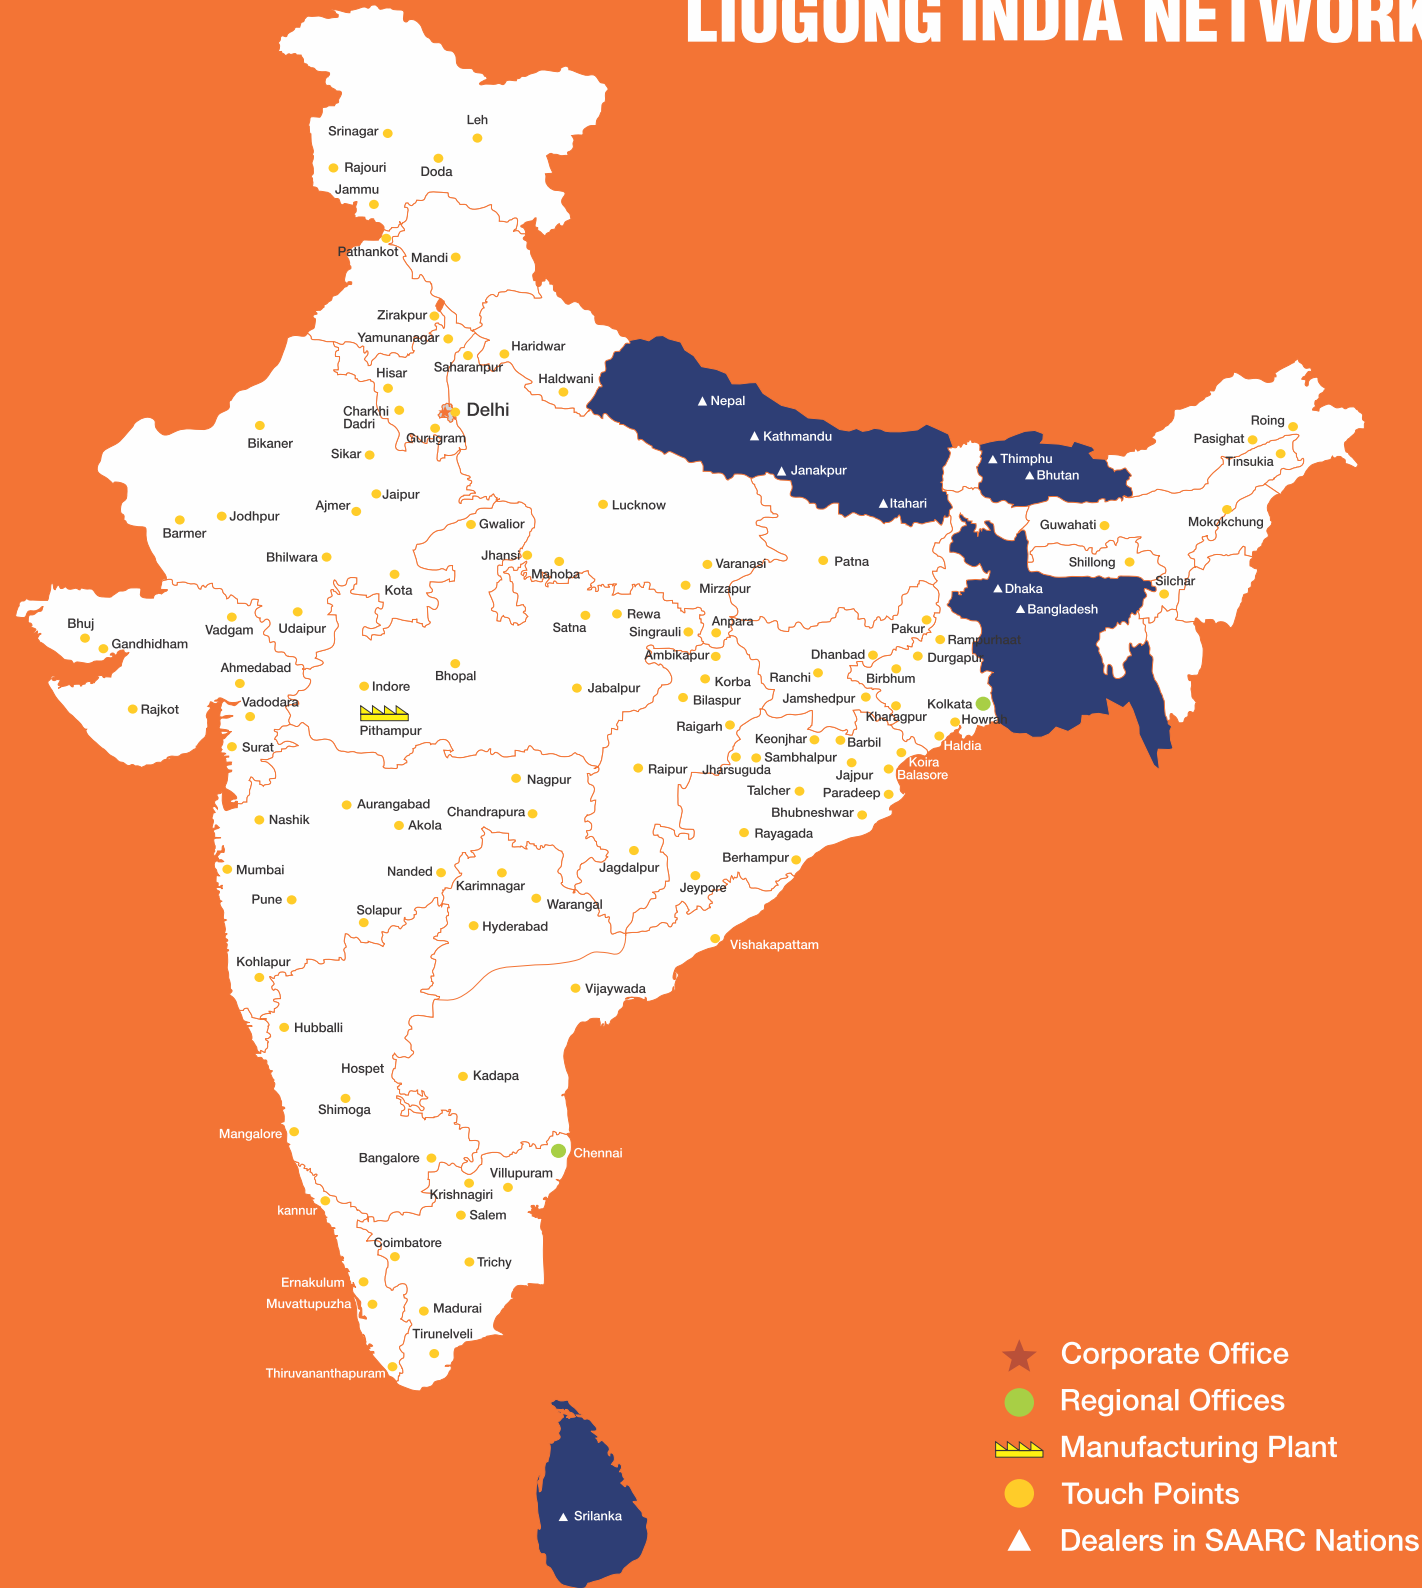 LIUGONG INDIA NETWORK
Leh
Srinagar
Rajouri
Doda
Jammu
Pathankot
Mandi
Zirakpur
Yamunanagar
Haridwar
Saharanpur
Hisar
Haldwani
Nepal
Charkhi
Dadri
Delhi
Bikaner
Gurugram
Kathmandu
Roing
Pasighat
Sikar
Thimphu
Tinsukia
Janakpur
Bhutan
Jaipur
Ajmer
Lucknow
Itahari
Jodhpur
Barmer
Gwalior
Guwahati
Mokokchung
Bhilwara
Jhansi
Mahoba
Varanasi
Patna
Shillong
Silchar
Kota
Mirzapur
Dhaka
Bangladesh
Bhuj
Vadgam
Udaipur
Satna
Rewa
Anpara
Singrauli
Pakur
Gandhidham
Rampurhaat
Ahmedabad
Ambikapur
Dhanbad
Durgapur
Bhopal
Indore
Jabalpur
Korba
Ranchi
Birbhum
Vadodara
Bilaspur
Jamshedpur
Kolkata
Rajkot
Pithampur
Raigarh
Kharagpur
Howrah
Surat
Keonjhar
Barbil
Haldia
Sambhalpur
Koira
Raipur
Jharsuguda
Jajpur
Balasore
Nagpur
Talcher
Paradeep
Aurangabad
Chandrapura
Bhubneshwar
Nashik
Akola
Rayagada
Mumbai
Nanded
Karimnagar
Jagdalpur
Berhampur
Jeypore
Pune
Warangal
Solapur
Hyderabad
Vishakapattam
Kohlapur
Vijaywada
Hubballi
Hospet
Kadapa
Shimoga
Mangalore
Bangalore
Chennai
Villupuram
Krishnagiri
kannur
Salem
Coimbatore
Trichy
Ernakulum
Muvattupuzha
Madurai
Tirunelveli
Thiruvananthapuram
Srilanka
Corporate Office
Regional Offices
Manufacturing Plant
Touch Points
Dealers in SAARC Nations